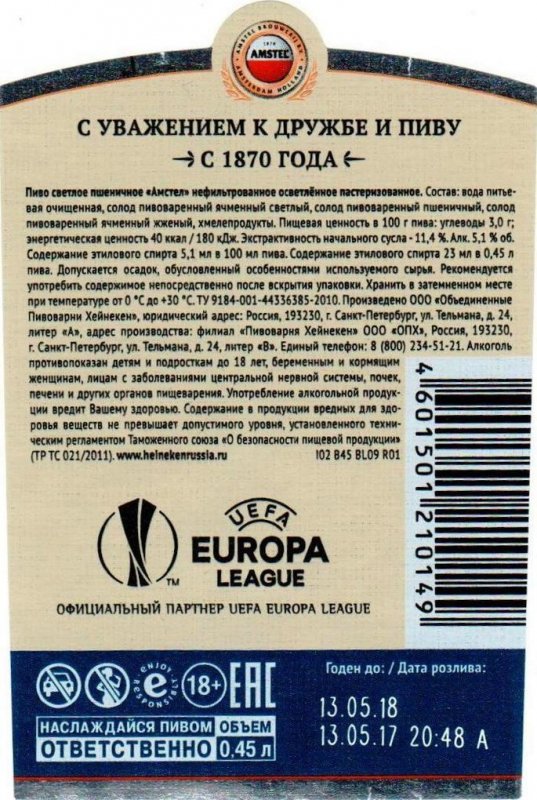 AMSTEL BROUWERIJ B.V.
1870
AMSTEL
AMSTERDAM HOLLAND
С УВАЖЕНИЕМ К ДРУЖБЕ И ПИВУ
С 1870 ГОДА
Пиво светлое пшеничное «Амстел» нефильтрованное осветлённое пастеризованное. Состав: вода питье-
вая очищенная, солод пивоваренный ячменный светлый, солод пивоваренный пшеничный, солод
пивоваренный ячменный жженый, хмелепродукты. Пищевая ценность в 100 г пива: углеводы 3,0 г;
энергетическая ценность 40 ккал / 180 кДж. Экстрактивность начального сусла - 11,4 %. Алк. 5,1 % об.
Содержание этилового спирта 5,1 мл в 100 мл пива. Содержание этилового спирта 23 мл в 0,45 л
пива. Допускается осадок, обусловленный особенностями используемого сырья. Рекомендуется
употребить содержимое непосредственно после вскрытия упаковки. Хранить в затемненном месте
при температуре от 0 °С до +30 °С. ТУ 9184-001-44336385-2010. Произведено ООО «Объединенные
Пивоварни Хейнекен», юридический адрес: Россия, 193230, г. Санкт-Петербург, ул. Тельмана, д. 24,
литер «А», адрес производства: филиал «Пивоварня Хейнекен» ООО «ОПХ», Россия, 193230,
г. Санкт-Петербург, ул. Тельмана, д. 24, литер «В». Единый телефон: 8 (800) 234-51-21. Алкоголь
противопоказан детям и подросткам до 18 лет, беременным и кормящим
женщинам, лицам с заболеваниями центральной нервной системы, почек,
печени и других органов пищеварения. Употребление алкогольной продук-
ции вредит Вашему здоровью. Содержание в продукции вредных для здо-
ровья веществ не превышает допустимого уровня, установленного техни-
ческим регламентом Таможенного союза «О безопасности пищевой продукции»
(ТР ТС 021/2011). www.heinekenrussia.ru I02 B45 BL09 R01
4 601501 210149
UEFA
EUROPA
LEAGUE
TM
ОФИЦИАЛЬНЫЙ ПАРТНЕР UEFA EUROPA LEAGUE
ENJOY
RESPONSIBLY
18+
EAC
НАСЛАЖДАЙСЯ ПИВОМ
ОТВЕТСТВЕННО
ОБЪЕМ
0,45 л
Годен до: / Дата розлива:
13.05.18
13.05.17 20:48 A